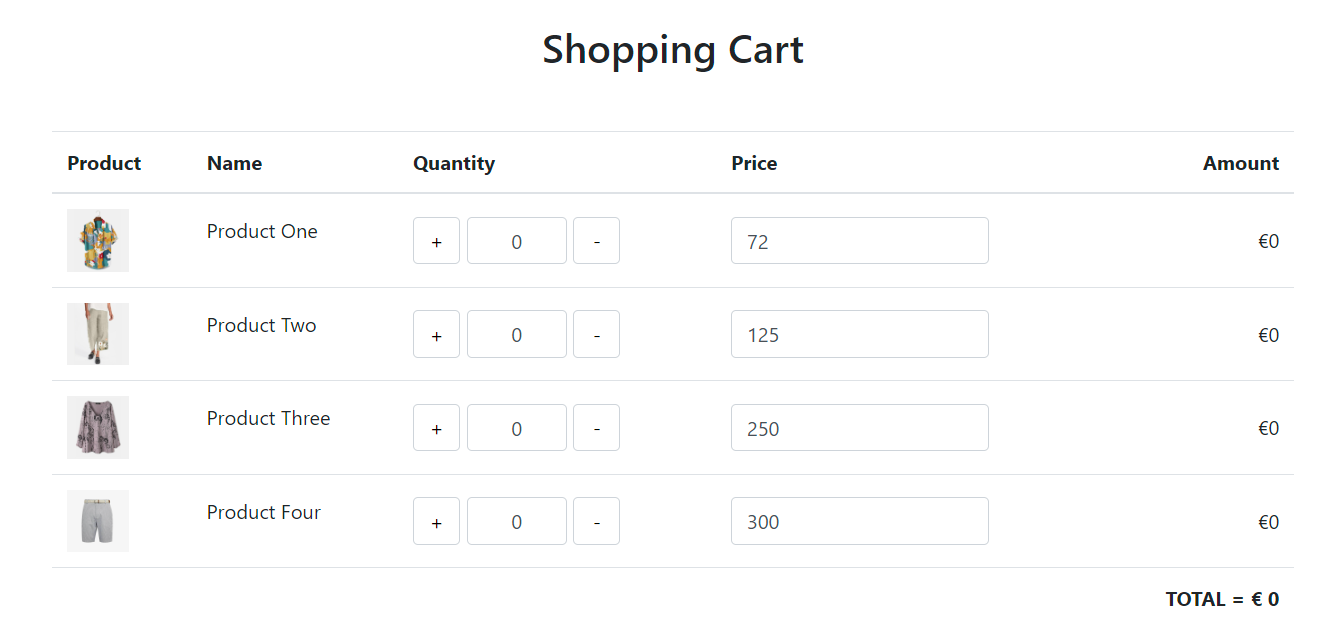 Shopping Cart
Product Name Quantity Price Amount
Product One + 0 - 72 €0
Product Two + 0 - 125 €0
Product Three + 0 - 250 €0
Product Four + 0 - 300 €0
TOTAL = € 0